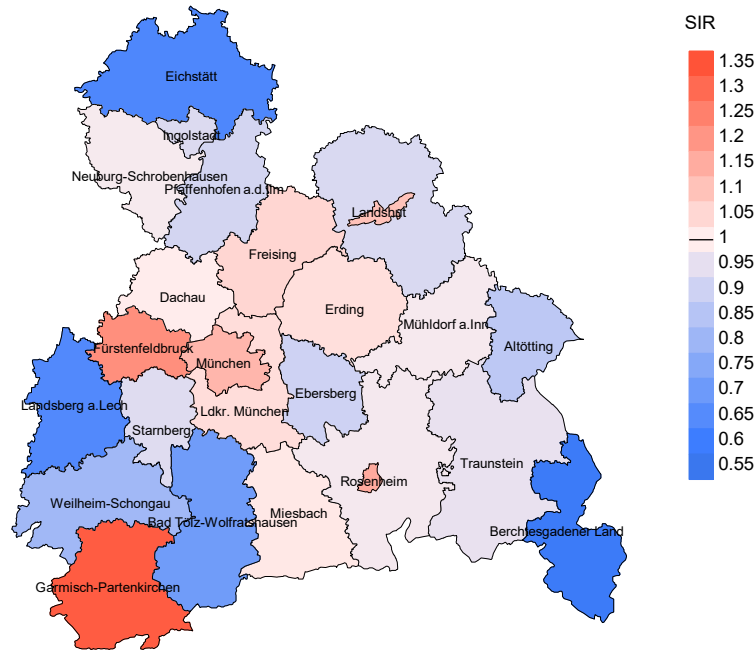 SIR
Eichstätt
Ingolstadt
Neuburg-Schrobenhausen
Pfaffenhofen a.d.Ilm
Landshut
Freising
Dachau
Erding
Mühldorf a.Inn
Fürstenfeldbruck
München
Altötting
Ebersberg
Landsberg a.Lech
Ldkr. München
Starnberg
Traunstein
Rosenheim
Weilheim-Schongau
Miesbach
Bad Tölz-Wolfratshausen
Berchtesgadener Land
Garmisch-Partenkirchen
1.35
1.3
1.25
1.2
1.15
1.1
1.05
1
0.95
0.9
0.85
0.8
0.75
0.7
0.65
0.6
0.55